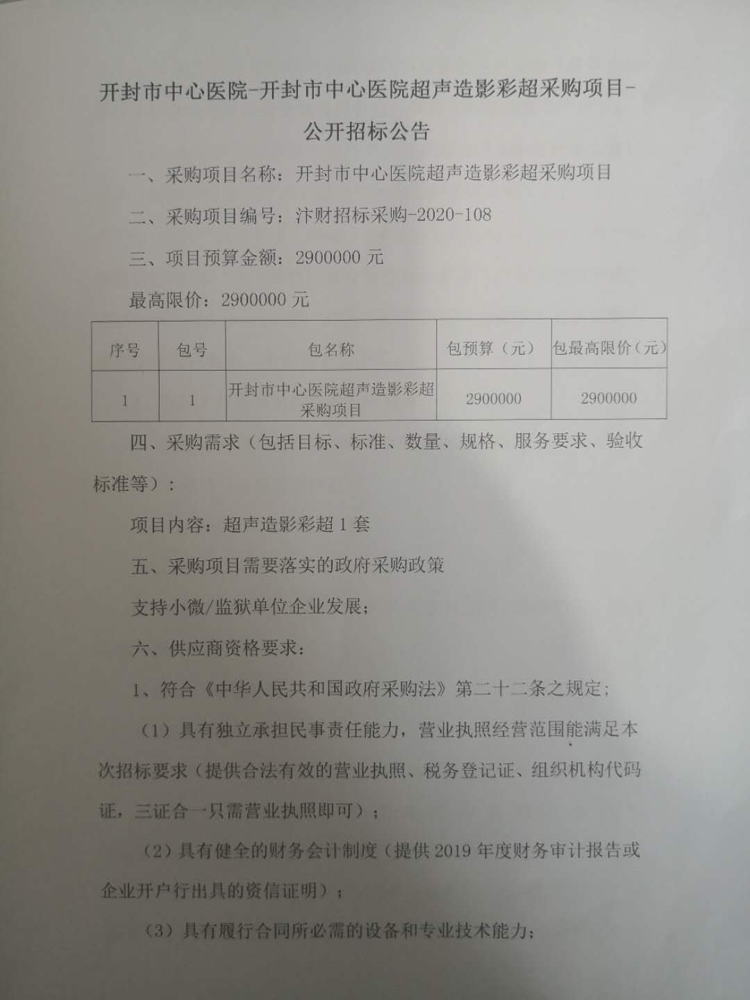 开封市中心医院-开封市中心医院超声造影彩超采购项目-
公开招标公告
一、采购项目名称：开封市中心医院超声造影彩超采购项目
二、采购项目编号：汴财招标采购-2020-108
三、项目预算金额：2900000 元
最高限价：2900000 元
序号 包号 包名称 包预算（元） 包最高限价（元）
1 1 开封市中心医院超声造影彩超 2900000 2900000
采购项目
四、采购需求（包括目标、标准、数量、规格、服务要求、验收
标准等）：
项目内容：超声造影彩超 1 套
五、采购项目需要落实的政府采购政策
支持小微/监狱单位企业发展；
六、供应商资格要求：
1、符合《中华人民共和国政府采购法》第二十二条之规定；
（1）具有独立承担民事责任能力，营业执照经营范围能满足本
次招标要求（提供合法有效的营业执照、税务登记证、组织机构代码
证，三证合一只需营业执照即可）；
（2）具有健全的财务会计制度（提供 2019 年度财务审计报告或
企业开户行出具的资信证明）；
（3）具有履行合同所必需的设备和专业技术能力；